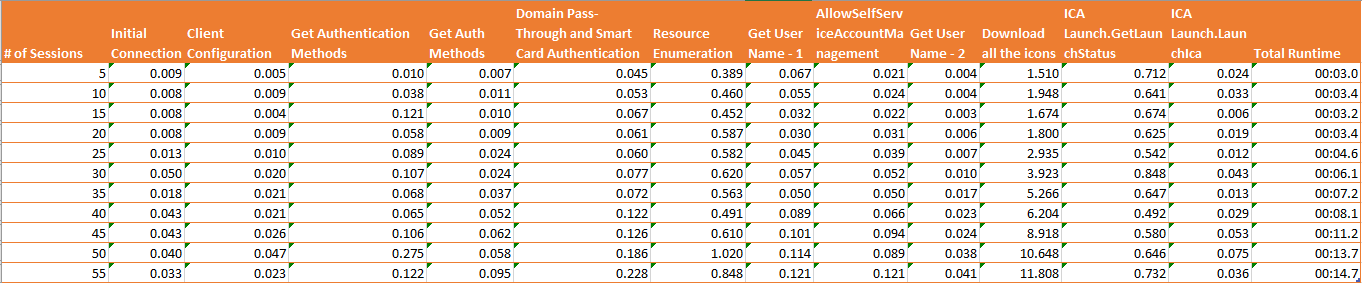 # of Sessions Initial Connection Client Configuration Get Authentication Methods Get Auth Methods Domain Pass-Through and Smart Card Authentication Resource Enumeration Get User Name - 1 AllowSelfServiceAccountManagement Get User Name - 2 Download all the icons ICA Launch.GetLaunchStatus ICA Launch.LaunchIca Total Runtime
5 0.009 0.005 0.010 0.007 0.045 0.389 0.067 0.021 0.004 1.510 0.712 0.024 00:03.0
10 0.008 0.009 0.038 0.011 0.053 0.460 0.055 0.024 0.004 1.948 0.641 0.033 00:03.4
15 0.008 0.004 0.121 0.010 0.067 0.452 0.032 0.022 0.003 1.674 0.674 0.006 00:03.2
20 0.008 0.009 0.058 0.009 0.061 0.587 0.030 0.031 0.006 1.800 0.625 0.019 00:03.4
25 0.013 0.010 0.089 0.024 0.060 0.582 0.045 0.039 0.007 2.935 0.542 0.012 00:04.6
30 0.050 0.020 0.107 0.024 0.077 0.620 0.057 0.052 0.010 3.923 0.848 0.043 00:06.1
35 0.018 0.021 0.068 0.037 0.072 0.563 0.050 0.050 0.017 5.266 0.647 0.013 00:07.2
40 0.043 0.021 0.065 0.052 0.122 0.491 0.089 0.066 0.023 6.204 0.492 0.029 00:08.1
45 0.043 0.026 0.106 0.062 0.126 0.610 0.101 0.094 0.024 8.918 0.580 0.053 00:11.2
50 0.040 0.047 0.275 0.058 0.186 1.020 0.114 0.089 0.038 10.648 0.646 0.075 00:13.7
55 0.033 0.023 0.122 0.095 0.228 0.848 0.121 0.121 0.041 11.808 0.732 0.036 00:14.7